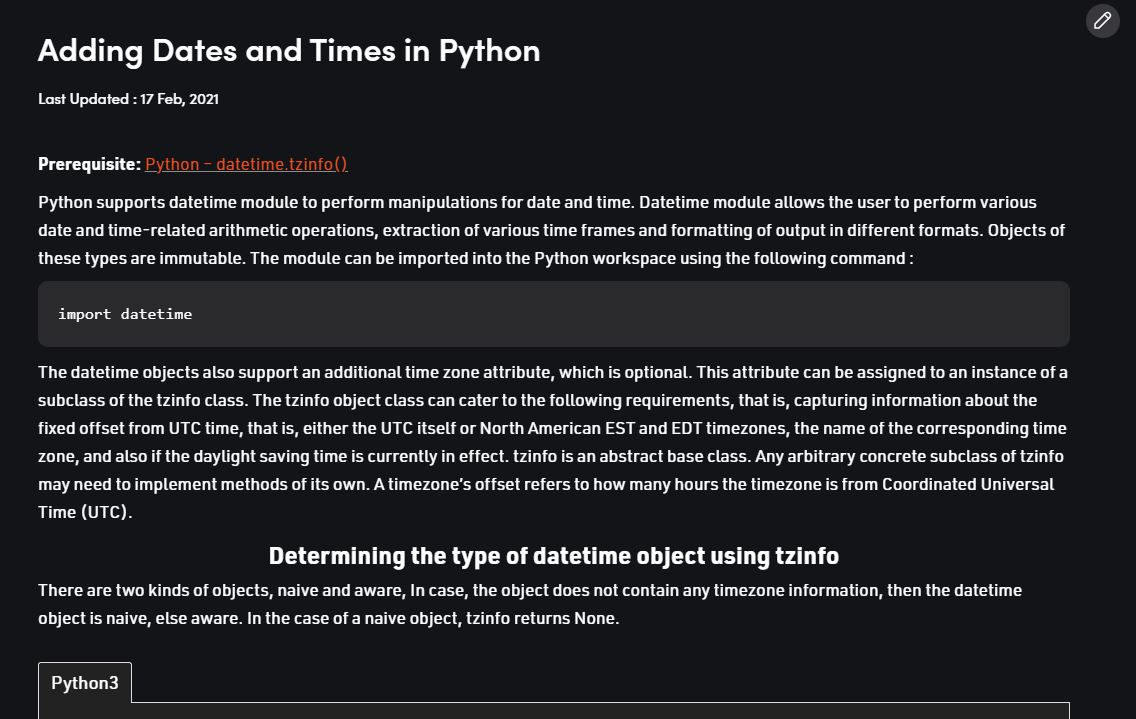 Adding Dates and Times in Python
Last Updated : 17 Feb, 2021
Prerequisite: Python – datetime.tzinfo()
Python supports datetime module to perform manipulations for date and time. Datetime module allows the user to perform various
date and time-related arithmetic operations, extraction of various time frames and formatting of output in different formats. Objects of
these types are immutable. The module can be imported into the Python workspace using the following command :
import datetime
The datetime objects also support an additional time zone attribute, which is optional. This attribute can be assigned to an instance of a
subclass of the tzinfo class. The tzinfo object class can cater to the following requirements, that is, capturing information about the
fixed offset from UTC time, that is, either the UTC itself or North American EST and EDT timezones, the name of the corresponding time
zone, and also if the daylight saving time is currently in effect. tzinfo is an abstract base class. Any arbitrary concrete subclass of tzinfo
may need to implement methods of its own. A timezone’s offset refers to how many hours the timezone is from Coordinated Universal
Time (UTC).
Determining the type of datetime object using tzinfo
There are two kinds of objects, naive and aware, In case, the object does not contain any timezone information, then the datetime
object is naive, else aware. In the case of a naive object, tzinfo returns None.
Python3